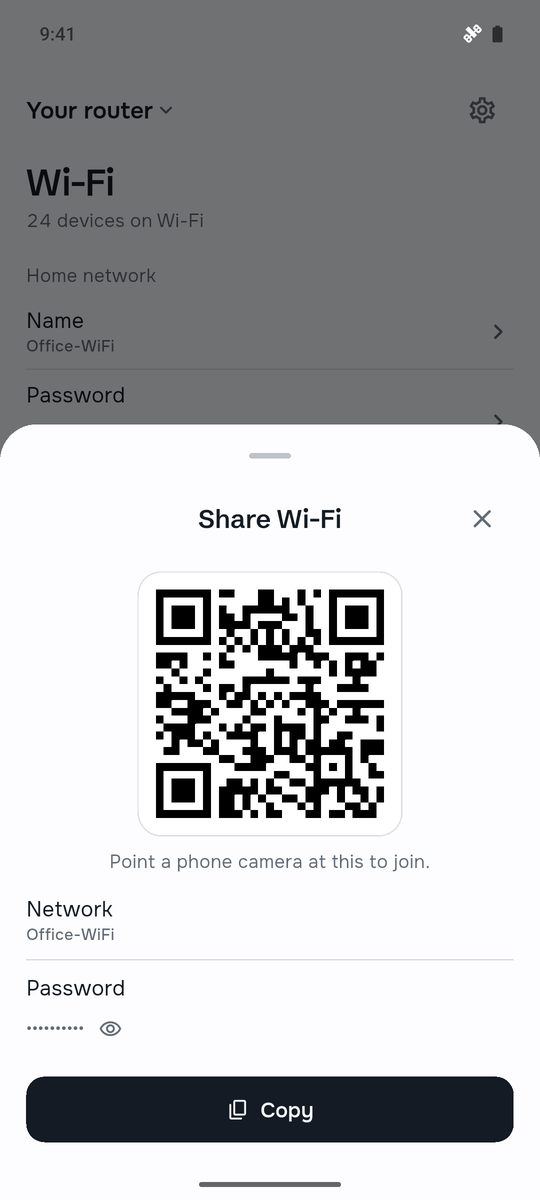 9:41
Your router
Wi-Fi
24 devices on Wi-Fi
Home network
Name
Office-WiFi
Password
Share Wi-Fi
Point a phone camera at this to join.
Network
Office-WiFi
Password
••••••••••
Copy